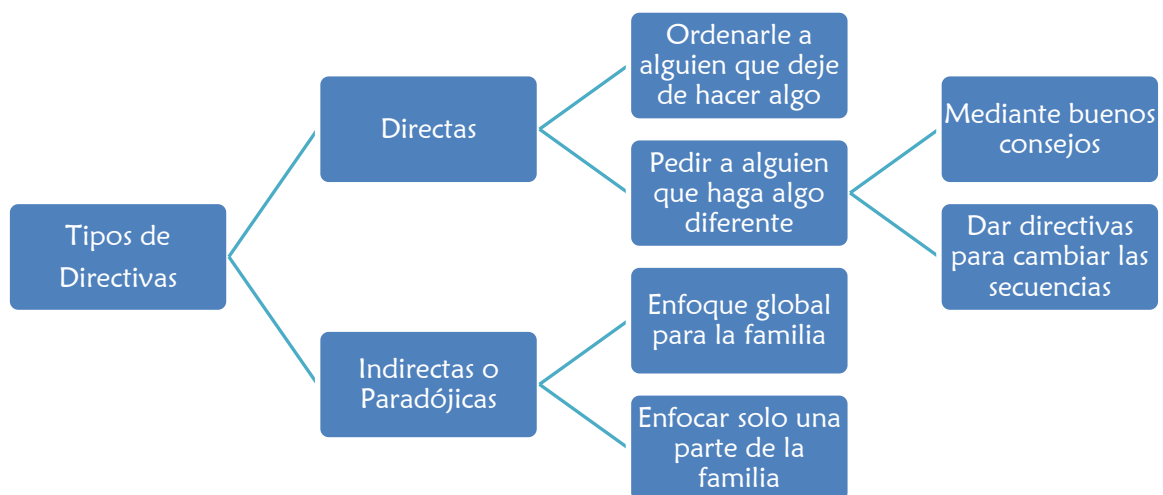 Tipos de
Directivas
Directas
Ordenarle a
alguien que deje
de hacer algo
Pedir a alguien
que haga algo
diferente
Mediante buenos
consejos
Dar directivas
para cambiar las
secuencias
Indirectas o
Paradójicas
Enfoque global
para la familia
Enfocar solo una
parte de la
familia